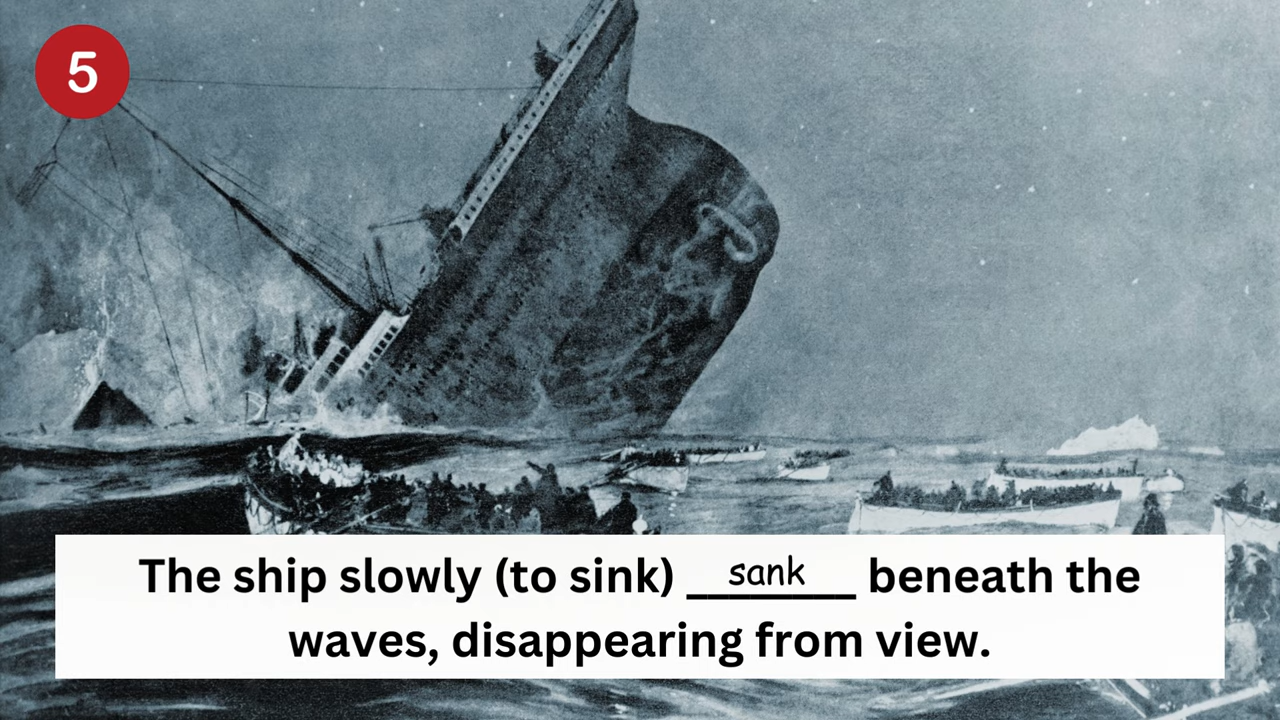 5
The ship slowly (to sink) sank beneath the
waves, disappearing from view.